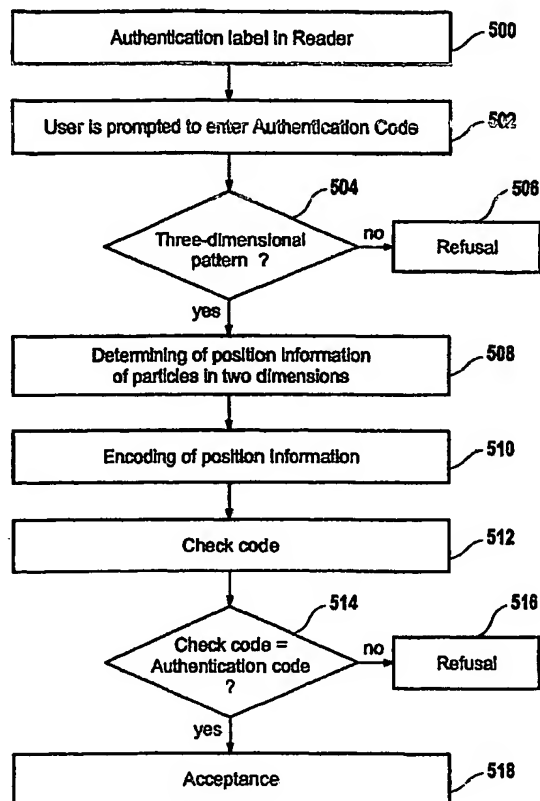 Authentication label in Reader
500
User is prompted to enter Authentication Code
502
504
Three-dimensional
pattern ?
no
506
Refusal
yes
Determining of position information
of particles in two dimensions
508
Encoding of position information
510
Check code
512
514
Check code =
Authentication code
?
no
516
Refusal
yes
Acceptance
518